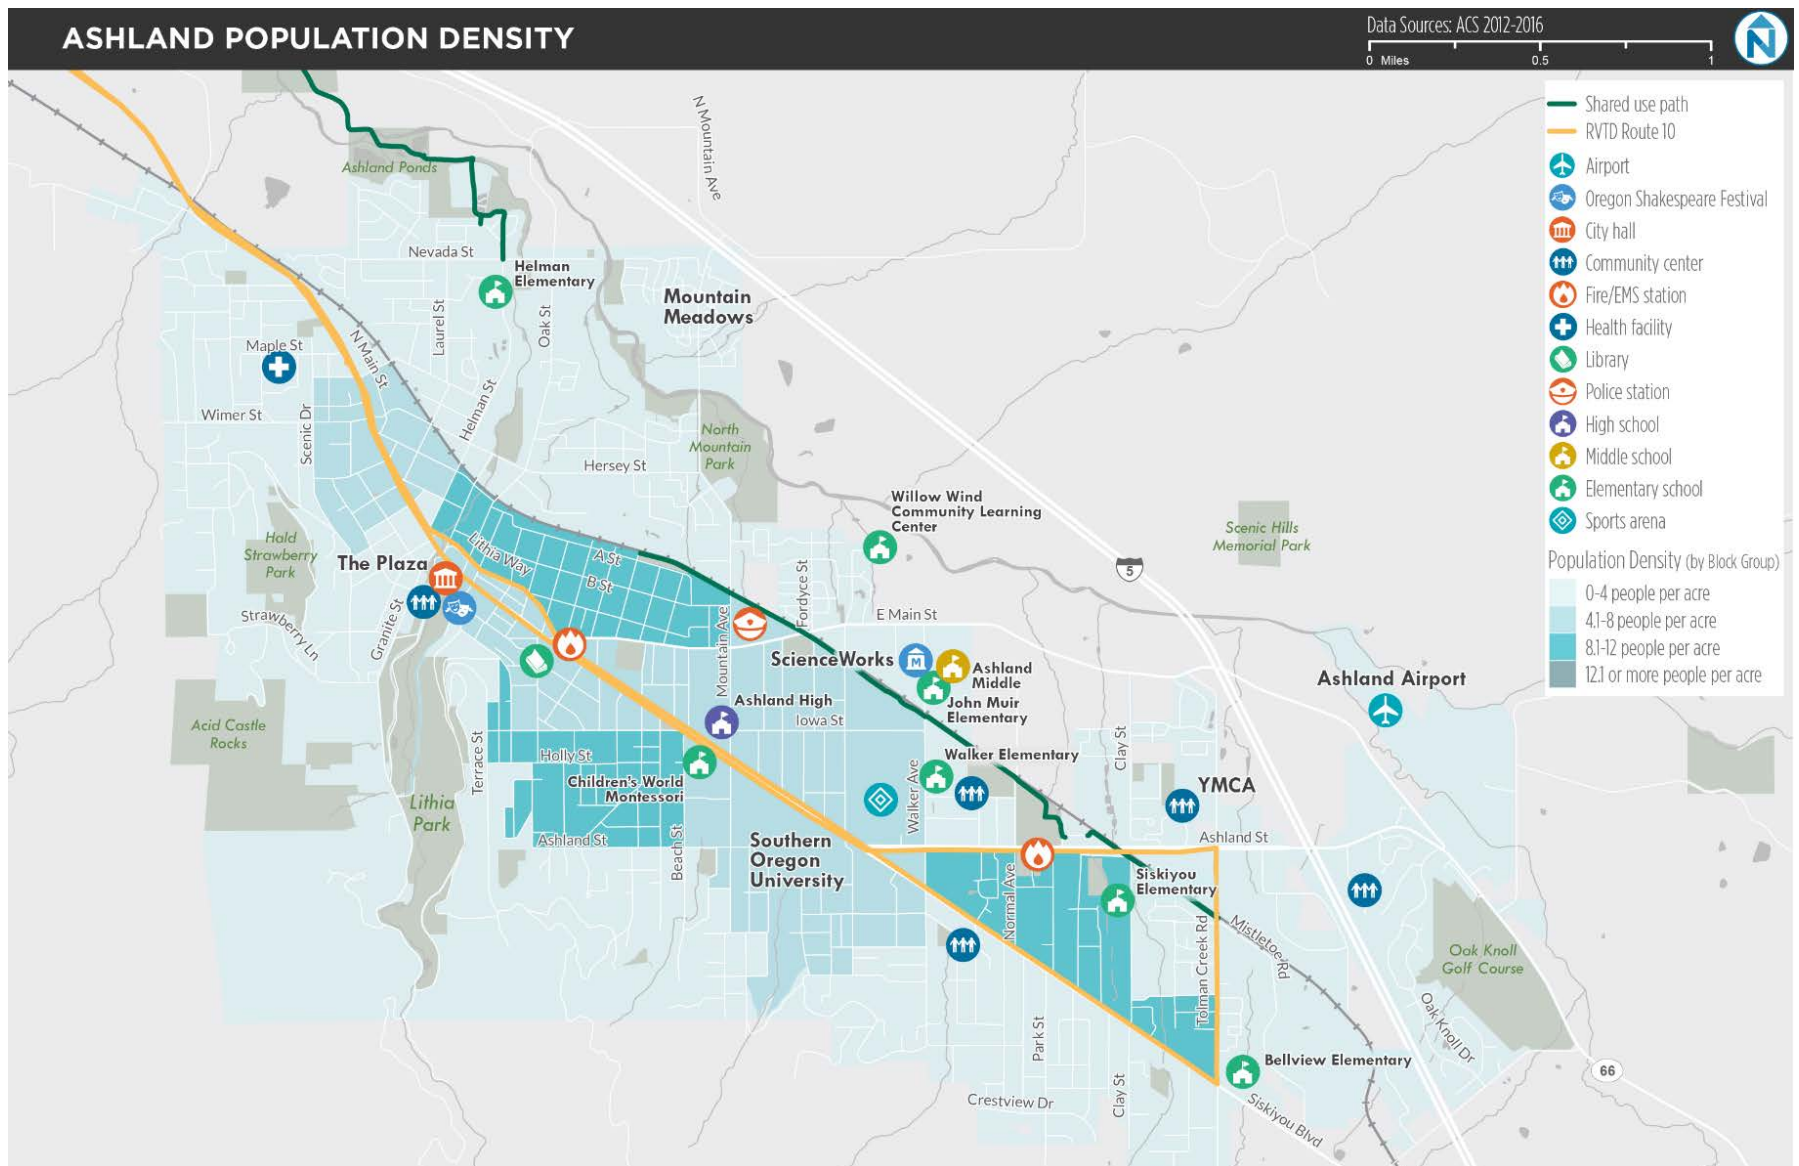 ASHLAND POPULATION DENSITY
Data Sources: ACS 2012-2016
0 Miles 0.5 1
N
Shared use path
RVTD Route 10
Airport
Oregon Shakespeare Festival
City hall
Community center
Fire/EMS station
Health facility
Library
Police station
High school
Middle school
Elementary school
Sports arena
Population Density (by Block Group)
0-4 people per acre
4.1-8 people per acre
8.1-12 people per acre
12.1 or more people per acre
N Mountain Ave
Ashland Ponds
Nevada St
Helman
Elementary
Mountain
Meadows
Laurel St
Oak St
Maple St
N Main St
Wimer St
Scenic Dr
Helman St
North
Mountain
Park
Hersey St
Willow Wind
Community Learning
Center
Scenic Hills
Memorial Park
Hald
Strawberry
Park
The Plaza
Lithia Way
A St
B St
5
Fordyce St
E Main St
Strawberry Ln
Granite St
Mountain Ave
ScienceWorks
M
Ashland
Middle
Ashland Airport
Ashland High
John Muir
Elementary
Iowa St
Acid Castle
Rocks
Terrace St
Holly St
Walker Elementary
Clay St
Children's World
Montessori
YMCA
Lithia
Park
Walker Ave
Ashland St
Ashland St
Beach St
Southern
Oregon
University
Siskiyou
Elementary
Normal Ave
Tolman Creek Rd
Mistletoe Rd
Oak Knoll
Golf Course
Oak Knoll Dr
Park St
Bellview Elementary
66
Clay St
Crestview Dr
Siskiyou Blvd